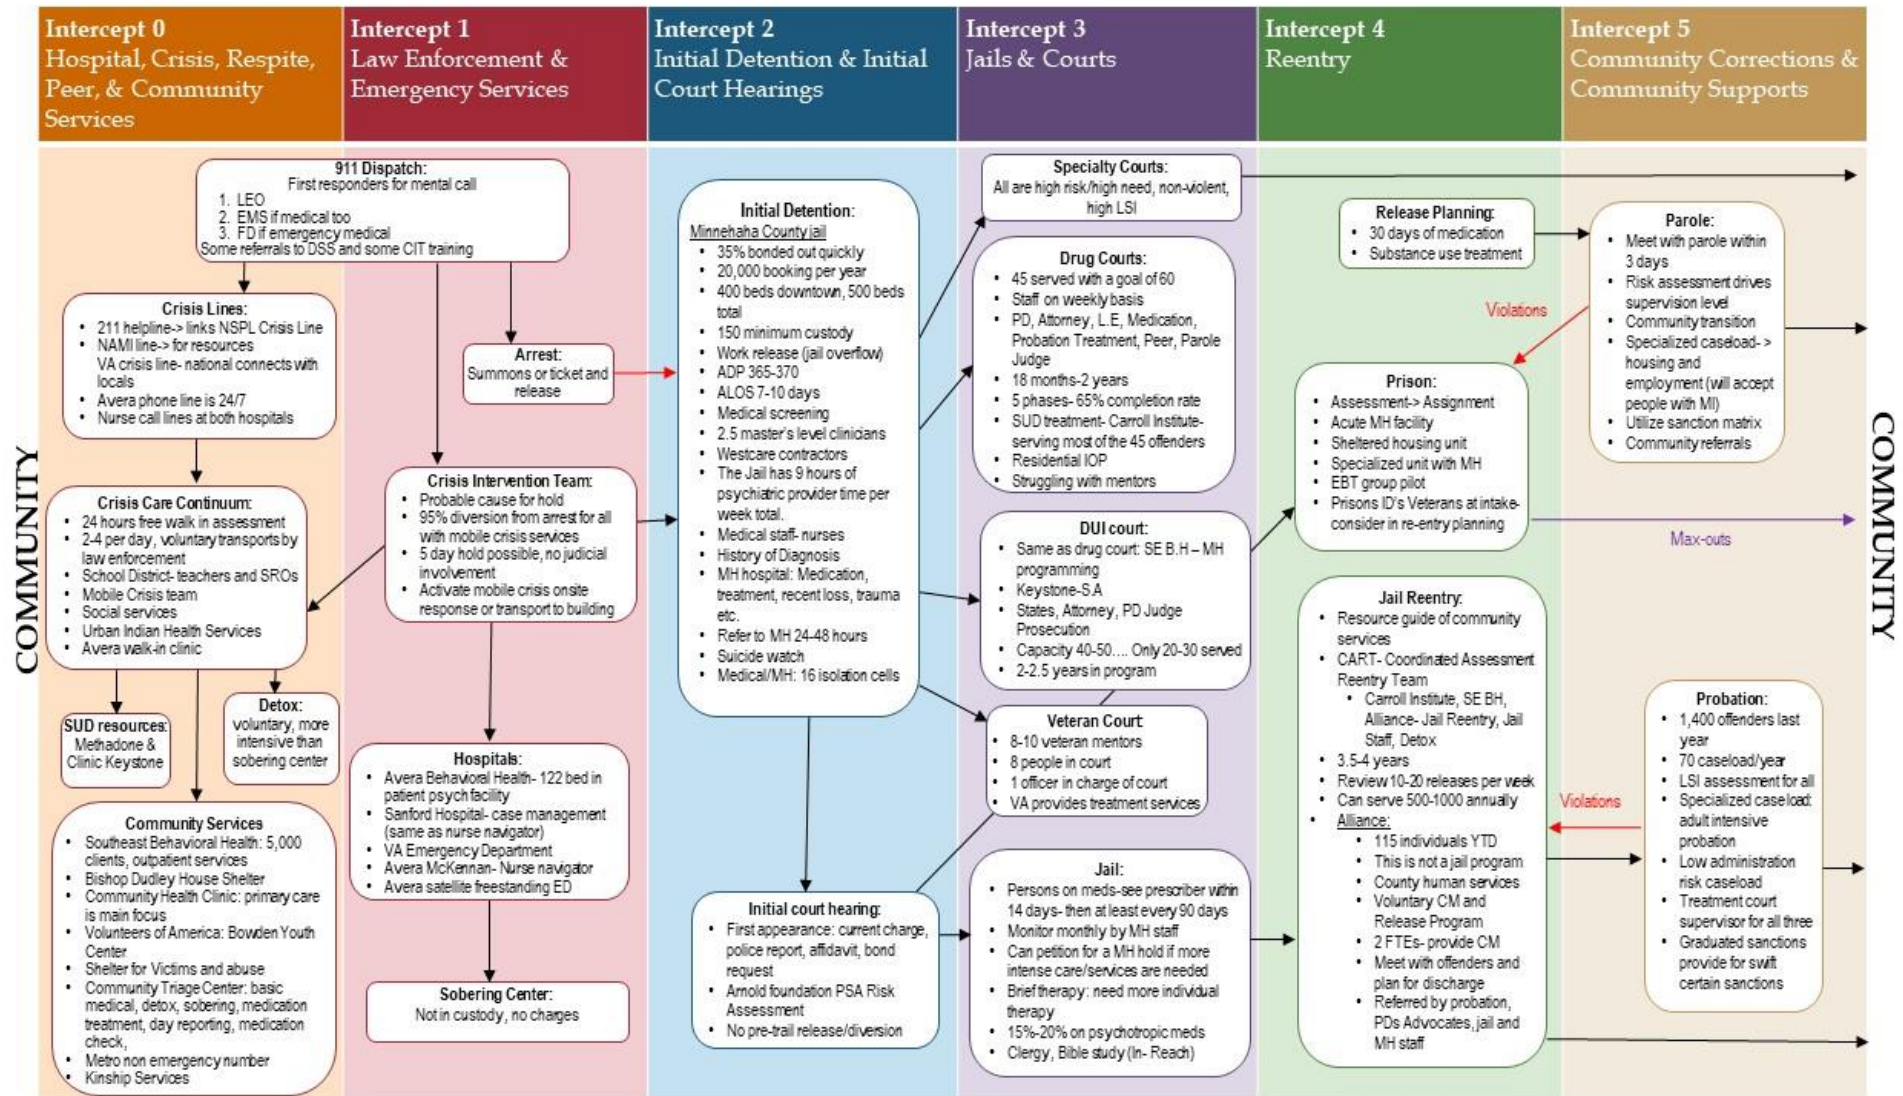 Intercept 0
Hospital, Crisis, Respite,
Peer, & Community
Services
Intercept 1
Law Enforcement &
Emergency Services
Intercept 2
Initial Detention & Initial
Court Hearings
Intercept 3
Jails & Courts
Intercept 4
Reentry
Intercept 5
Community Corrections &
Community Supports
COMMUNITY
911 Dispatch:
First responders for mental call
1. LEO
2. EMS if medical too
3. FD if emergency medical
Some referrals to DSS and some CIT training
Crisis Lines:
• 211 helpline-> links NSPL Crisis Line
• NAMI line-> for resources
VA crisis line- national connects with
locals
• Avera phone line is 24/7
• Nurse call lines at both hospitals
Crisis Care Continuum:
• 24 hours free walk in assessment
• 2-4 per day, voluntary transports by
law enforcement
• School District- teachers and SROs
• Mobile Crisis team
• Social services
• Urban Indian Health Services
• Avera walk-in clinic
SUD resources:
Methadone &
Clinic Keystone
Detox:
voluntary, more
intensive than
sobering center
Community Services
• Southeast Behavioral Health: 5,000
clients, outpatient services
• Bishop Dudley House Shelter
• Community Health Clinic: primary care
is main focus
• Volunteers of America: Bowden Youth
Center
• Shelter for Victims and abuse
• Community Triage Center: basic
medical, detox, sobering, medication
treatment, day reporting, medication
check,
• Metro non emergency number
• Kinship Services
Arrest:
Summons or ticket and
release
Crisis Intervention Team:
• Probable cause for hold
• 95% diversion from arrest for all
with mobile crisis services
• 5 day hold possible, no judicial
involvement
• Activate mobile crisis onsite
response or transport to building
Hospitals:
• Avera Behavioral Health- 122 bed in
patient psych facility
• Sanford Hospital- case management
(same as nurse navigator)
• VA Emergency Department
• Avera McKennan- Nurse navigator
• Avera satellite freestanding ED
Sobering Center:
Not in custody, no charges
Initial Detention:
Minnehaha County jail
• 35% bonded out quickly
• 20,000 booking per year
• 400 beds downtown, 500 beds
total
• 150 minimum custody
• Work release (jail overflow)
• ADP 365-370
• ALOS 7-10 days
• Medical screening
• 2.5 master's level clinicians
• Westcare contractors
• The Jail has 9 hours of
psychiatric provider time per
week total.
• Medical staff- nurses
• History of Diagnosis
• MH hospital: Medication,
treatment, recent loss, trauma
etc.
• Refer to MH 24-48 hours
• Suicide watch
• Medical/MH: 16 isolation cells
Initial court hearing:
• First appearance: current charge,
police report, affidavit, bond
request
• Arnold foundation PSA Risk
Assessment
• No pre-trail release/diversion
Specialty Courts:
All are high risk/high need, non-violent,
high LSI
Drug Courts:
• 45 served with a goal of 60
• Staff on weekly basis
• PD, Attorney, L.E, Medication,
Probation Treatment, Peer, Parole
Judge
• 18 months-2 years
• 5 phases- 65% completion rate
• SUD treatment- Carroll Institute-
serving most of the 45 offenders
• Residential IOP
• Struggling with mentors
DUI court:
• Same as drug court: SE B.H – MH
programming
• Keystone-S.A
• States, Attorney, PD Judge
Prosecution
• Capacity 40-50.... Only 20-30 served
• 2-2.5 years in program
Veteran Court:
• 8-10 veteran mentors
• 8 people in court
• 1 officer in charge of court
• VA provides treatment services
Jail:
• Persons on meds-see prescriber within
14 days- then at least every 90 days
• Monitor monthly by MH staff
• Can petition for a MH hold if more
intense care/services are needed
• Brief therapy: need more individual
therapy
• 15%-20% on psychotropic meds
• Clergy, Bible study (In- Reach)
Release Planning:
• 30 days of medication
• Substance use treatment
Violations
Prison:
• Assessment-> Assignment
• Acute MH facility
• Sheltered housing unit
• Specialized unit with MH
• EBT group pilot
• Prisons ID's Veterans at intake-
consider in re-entry planning
Max-outs
Jail Reentry:
• Resource guide of community
services
• CART- Coordinated Assessment
Reentry Team
• Carroll Institute, SE BH,
Alliance- Jail Reentry, Jail
Staff, Detox
• 3.5-4 years
• Review 10-20 releases per week
• Can serve 500-1000 annually
• Alliance:
• 115 individuals YTD
• This is not a jail program
• County human services
• Voluntary CM and
Release Program
• 2 FTEs- provide CM
• Meet with offenders and
plan for discharge
• Referred by probation,
PDs Advocates, jail and
MH staff
Violations
Parole:
• Meet with parole within
3 days
• Risk assessment drives
supervision level
• Community transition
• Specialized caseload- >
housing and
employment (will accept
people with MI)
• Utilize sanction matrix
• Community referrals
Probation:
• 1,400 offenders last
year
• 70 caseload/year
• LSI assessment for all
• Specialized caseload:
adult intensive
probation
• Low administration
risk caseload
• Treatment court
supervisor for all three
• Graduated sanctions
provide for swift
certain sanctions
COMMUNITY